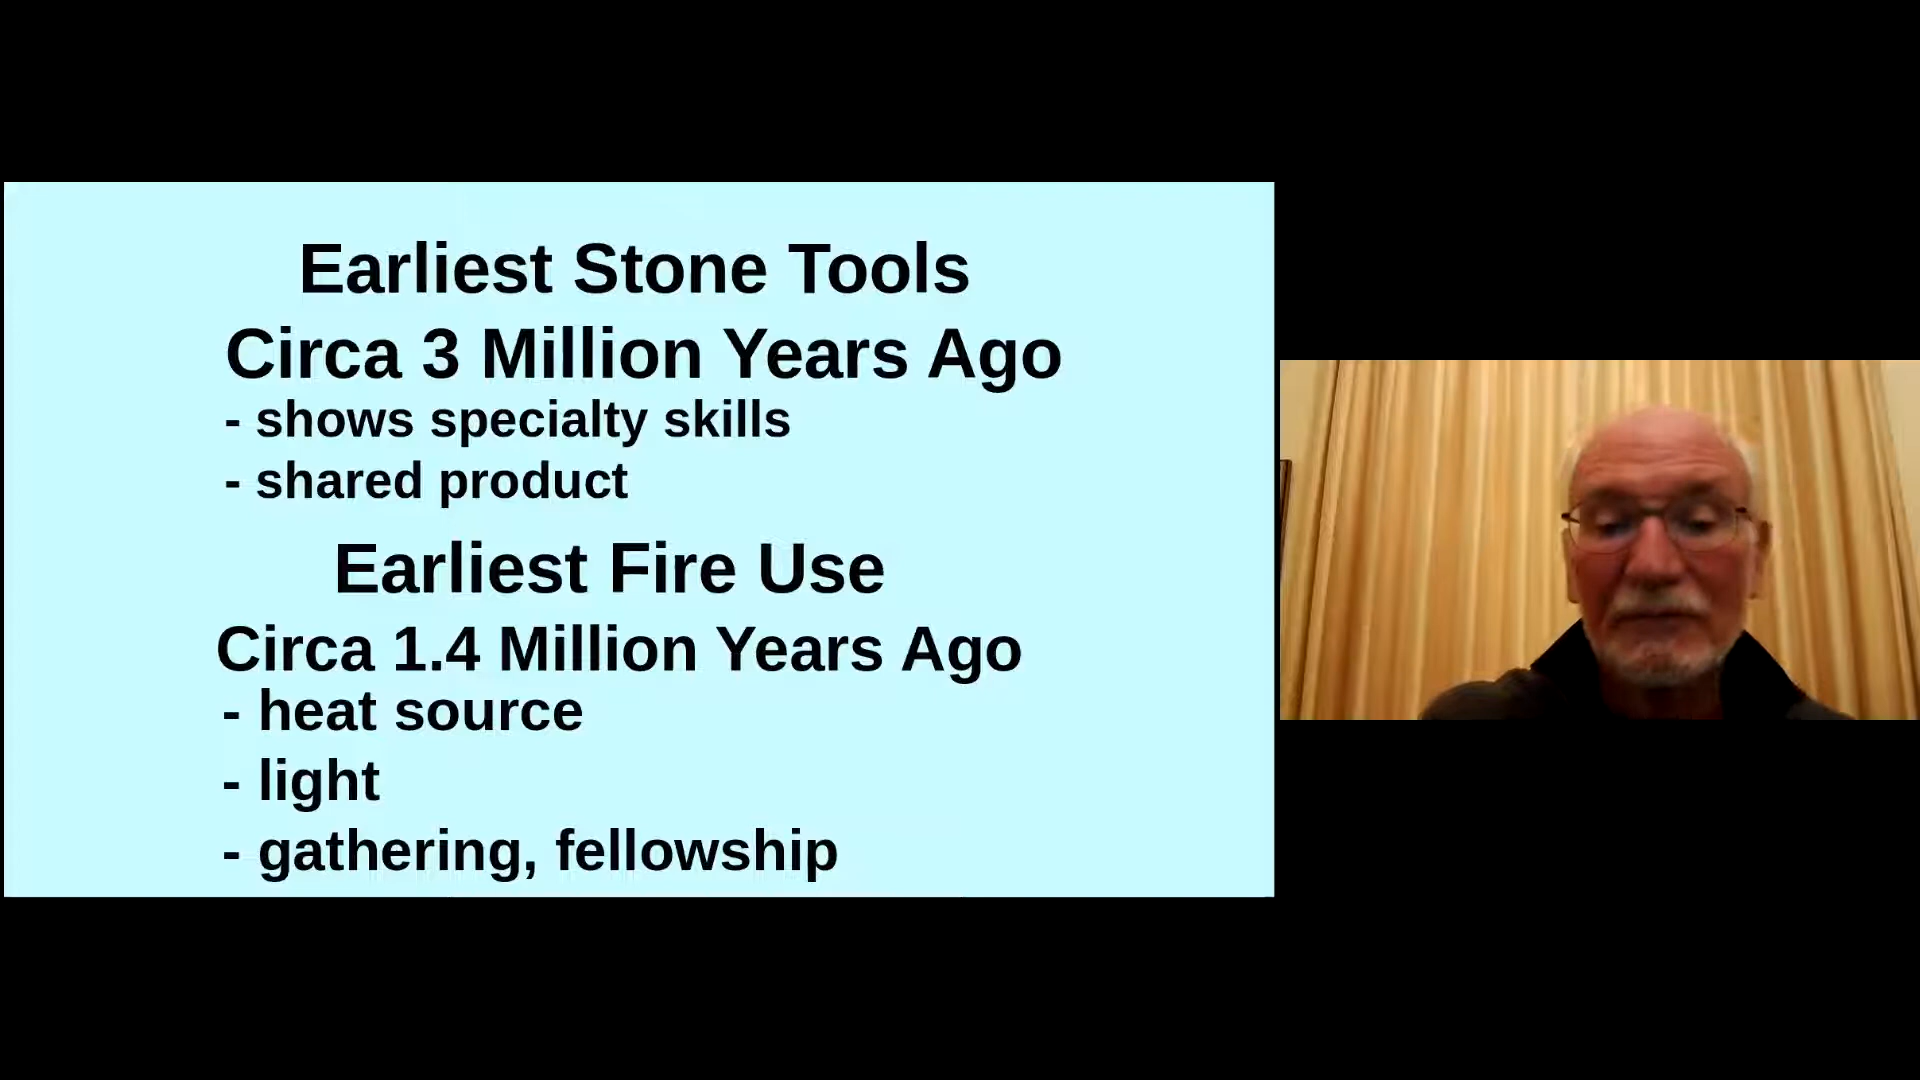 Earliest Stone Tools
Circa 3 Million Years Ago
- shows specialty skills
- shared product
Earliest Fire Use
Circa 1.4 Million Years Ago
- heat source
- light
- gathering, fellowship